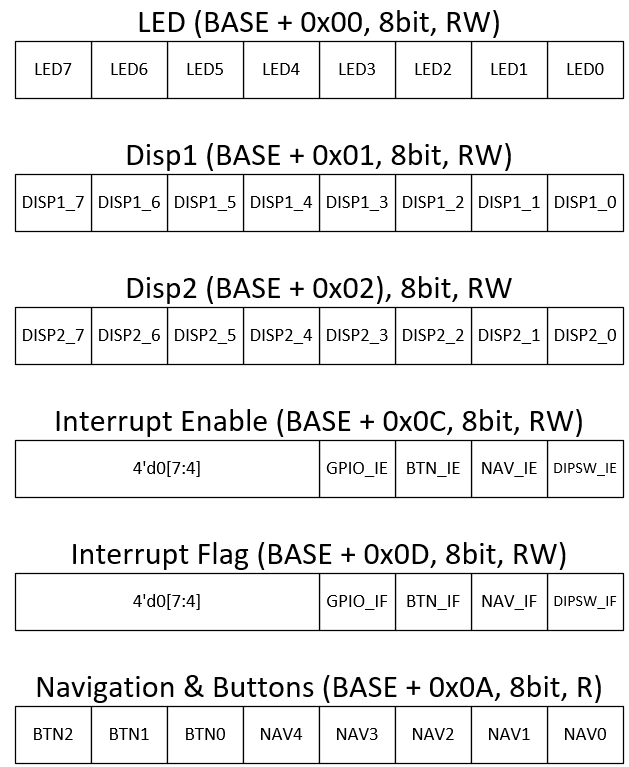 LED (BASE + 0x00, 8bit, RW)
LED7 LED6 LED5 LED4 LED3 LED2 LED1 LED0
Disp1 (BASE + 0x01, 8bit, RW)
DISP1_7 DISP1_6 DISP1_5 DISP1_4 DISP1_3 DISP1_2 DISP1_1 DISP1_0
Disp2 (BASE + 0x02), 8bit, RW
DISP2_7 DISP2_6 DISP2_5 DISP2_4 DISP2_3 DISP2_2 DISP2_1 DISP2_0
Interrupt Enable (BASE + 0x0C, 8bit, RW)
4'd0[7:4] GPIO_IE BTN_IE NAV_IE DIPSW_IE
Interrupt Flag (BASE + 0x0D, 8bit, RW)
4'd0[7:4] GPIO_IF BTN_IF NAV_IF DIPSW_IF
Navigation & Buttons (BASE + 0x0A, 8bit, R)
BTN2 BTN1 BTN0 NAV4 NAV3 NAV2 NAV1 NAV0